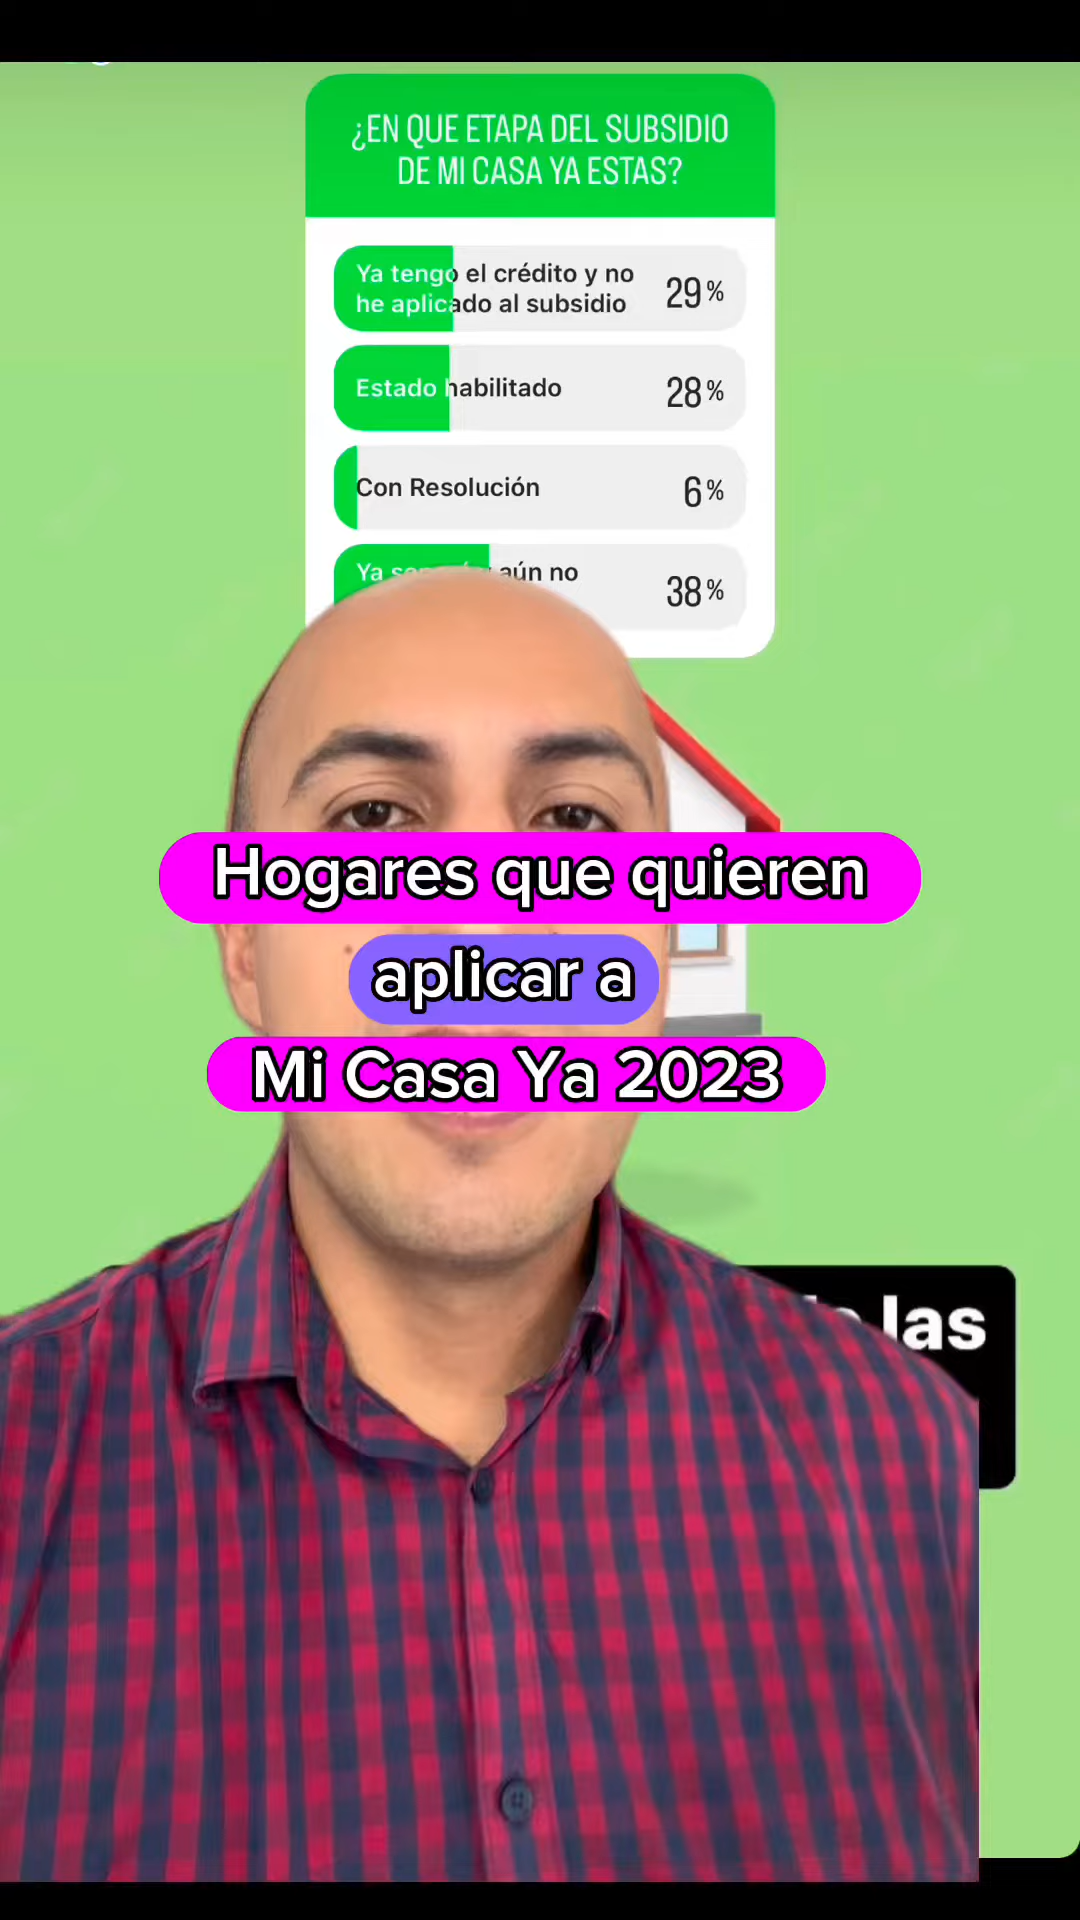 ¿EN QUE ETAPA DEL SUBSIDIO
DE MI CASA YA ESTAS?
Ya tengo el crédito y no
he aplicado al subsidio
29%
Estado habilitado
28%
Con Resolución
6%
Ya aún no
38%
Hogares que quieren
aplicar a
Mi Casa Ya 2023
las